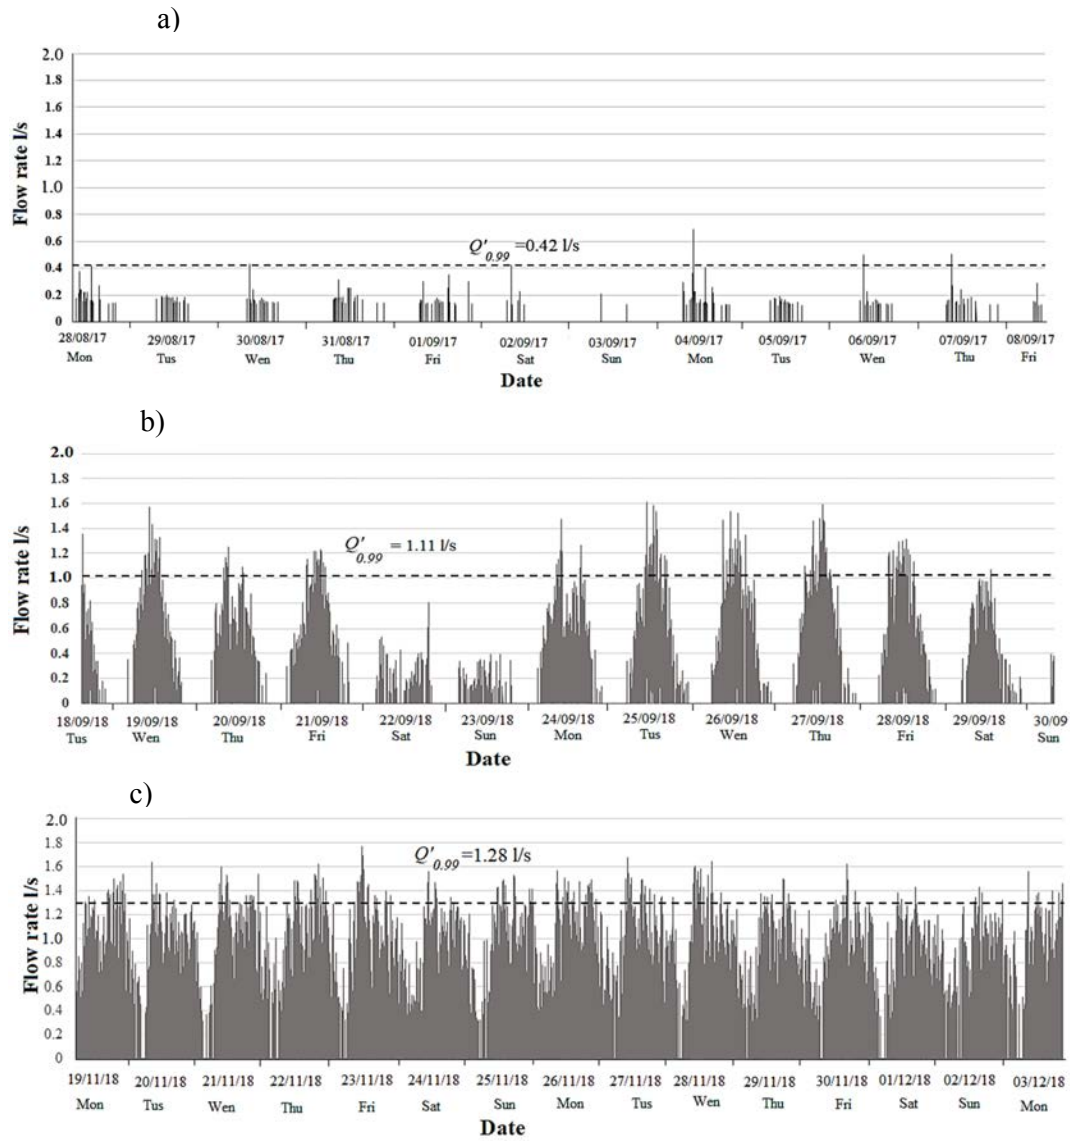 a)
2.0
1.8
1.6
1.4
1.2
1.0
0.8
0.6
0.4
0.2
0
Flow rate l/s
Q'0.99 =0.42 l/s
28/08/17 29/08/17 30/08/17 31/08/17 01/09/17 02/09/17 03/09/17 04/09/17 05/09/17 06/09/17 07/09/17 08/09/17
Mon Tus Wen Thu Fri Sat Sun Mon Tus Wen Thu Fri
Date
b)
2.0
1.8
1.6
1.4
1.2
1.0
0.8
0.6
0.4
0.2
0
Flow rate l/s
Q'0.99 = 1.11 l/s
18/09/18 19/09/18 20/09/18 21/09/18 22/09/18 23/09/18 24/09/18 25/09/18 26/09/18 27/09/18 28/09/18 29/09/18 30/09
Tus Wen Thu Fri Sat Sun Mon Tus Wen Thu Fri Sat Sun
Date
c)
2.0
1.8
1.6
1.4
1.2
1.0
0.8
0.6
0.4
0.2
0
Flow rate l/s
Q'0.99 =1.28 l/s
19/11/18 20/11/18 21/11/18 22/11/18 23/11/18 24/11/18 25/11/18 26/11/18 27/11/18 28/11/18 29/11/18 30/11/18 01/12/18 02/12/18 03/12/18
Mon Tus Wen Thu Fri Sat Sun Mon Tus Wen Thu Fri Sat Sun Mon
Date